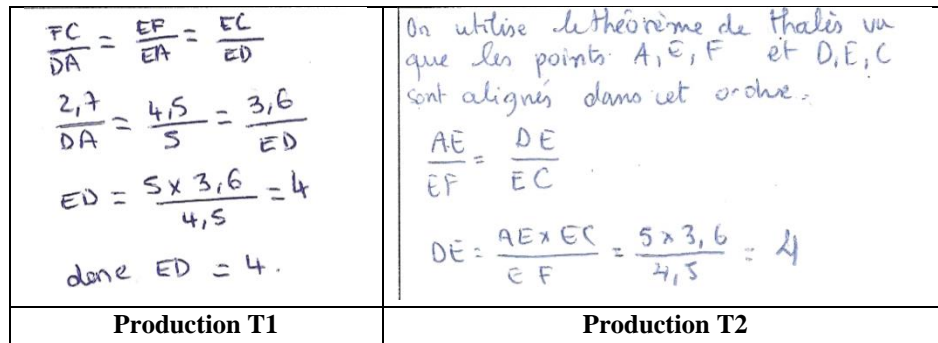 FC/DA = EF/EA = EC/ED
2,7/DA = 4,5/5 = 3,6/ED
ED = 5 x 3,6/4,5 = 4
donc ED = 4.
On utilise le théorème de thalès vu
que les points A, E, F et D, E, C
sont alignés dans cet ordre.
AE/EF = DE/EC
DE = AE x EC/EF = 5 x 3,6/4,5 = 4
Production T1
Production T2